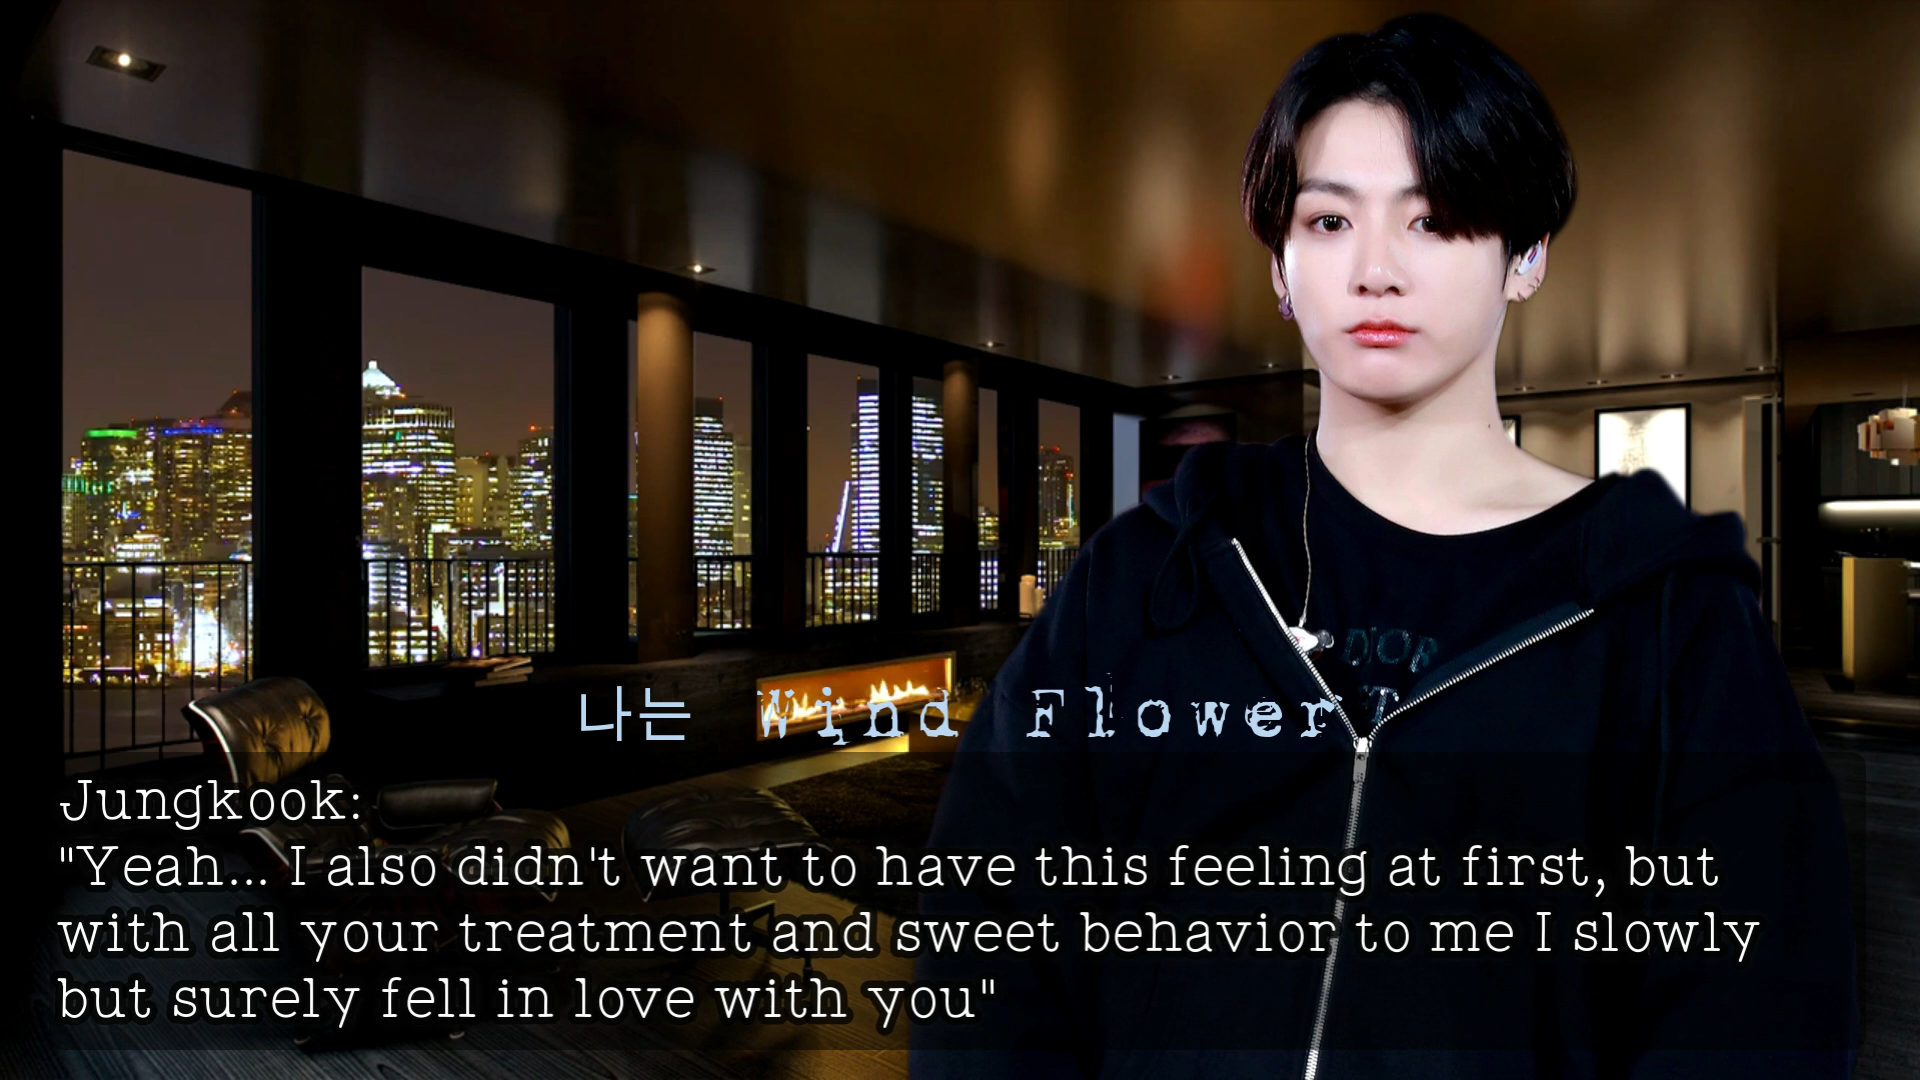 DIOR
나는 Wind Flower
Jungkook:
"Yeah... I also didn't want to have this feeling at first, but
with all your treatment and sweet behavior to me I slowly
but surely fell in love with you"